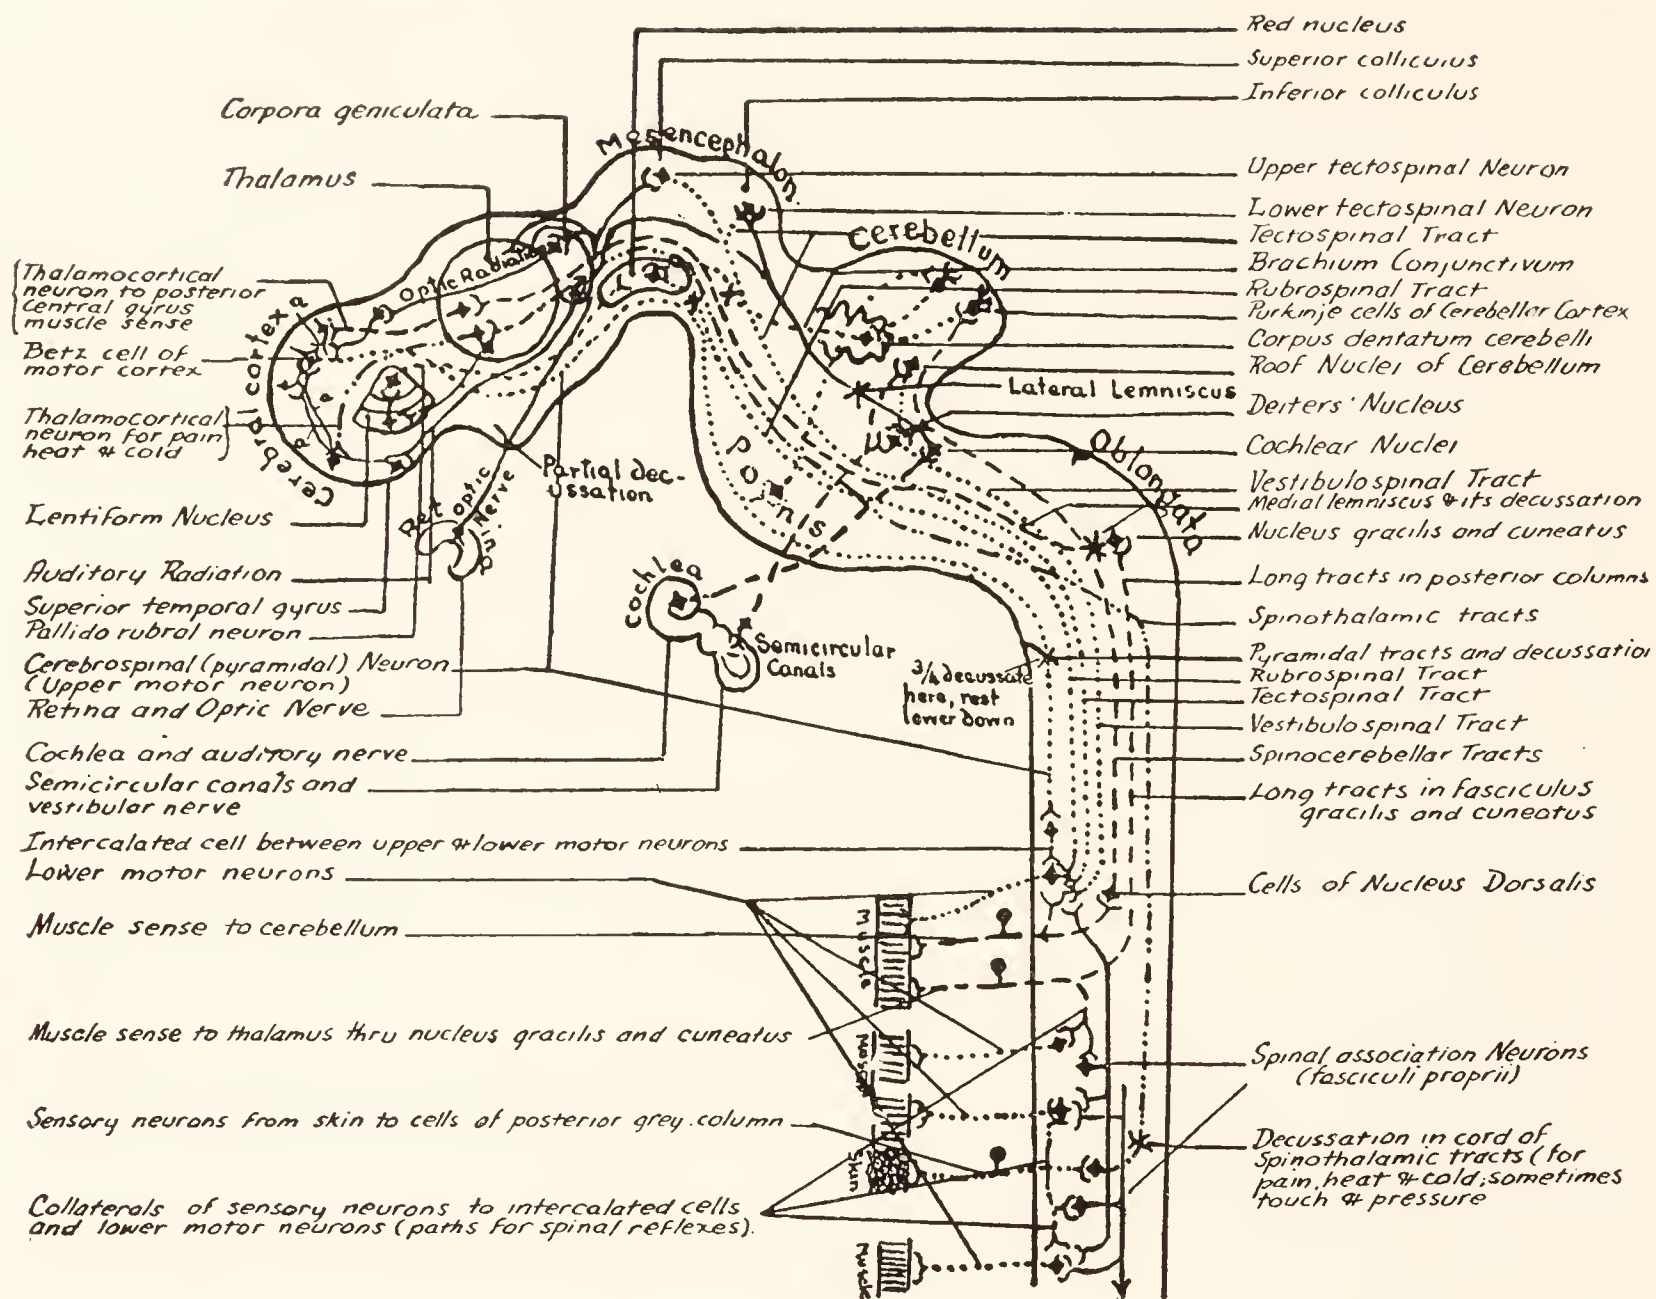 Red nucleus
Superior colliculus
Inferior colliculus
Corpora geniculata
Mesencephalon
Thalamus
Upper tectospinal Neuron
Lower tectospinal Neuron
Tectospinal Tract
Cerebellum
Brachium Conjunctivum
Rubrospinal Tract
Purkinje cells of Cerebellar Cortex
Corpus dentatum cerebelli
Roof Nuclei of Cerebellum
Lateral Lemniscus
Deiters' Nucleus
Cochlear Nuclei
Oblongata
Vestibulospinal Tract
Medial lemniscus & its decussation
Nucleus gracilis and cuneatus
Long tracts in posterior columns
Spinothalamic tracts
Pyramidal tracts and decussatio
Rubrospinal Tract
Tectospinal Tract
Vestibulospinal Tract
Spinocerebellar Tracts
Long tracts in fasciculus
gracilis and cuneatus
Cells of Nucleus Dorsalis
Spinal association Neurons
(fasciculi proprii)
Decussation in cord of
Spinothalamic tracts (for
pain, heat & cold; sometimes
touch & pressure
Optic Radiation
Thalamocortical
neuron to posterior
central gyrus
muscle sense
Betz cell of
motor cortex
Thalamocortical
neuron for pain
heat & cold
Cerebral cortex
Partial dec-
ussation
Optic
Nerve
Retina
Pons
Lentiform Nucleus
Auditory Radiation
Superior temporal gyrus
Pallido rubral neuron
Cerebrospinal (pyramidal) Neuron
(Upper motor neuron)
Retina and Optic Nerve
Cochlea
Semicircular
Canals
3/4 decussate
here, rest
lower down
Cochlea and auditory nerve
Semicircular canals and
vestibular nerve
Intercalated cell between upper & lower motor neurons
Lower motor neurons
Muscle sense to cerebellum
Muscle
Muscle sense to thalamus thru nucleus gracilis and cuneatus
Sensory neurons from skin to cells of posterior grey column
Skin
Collaterals of sensory neurons to intercalated cells
and lower motor neurons (paths for spinal reflexes).
Muscle